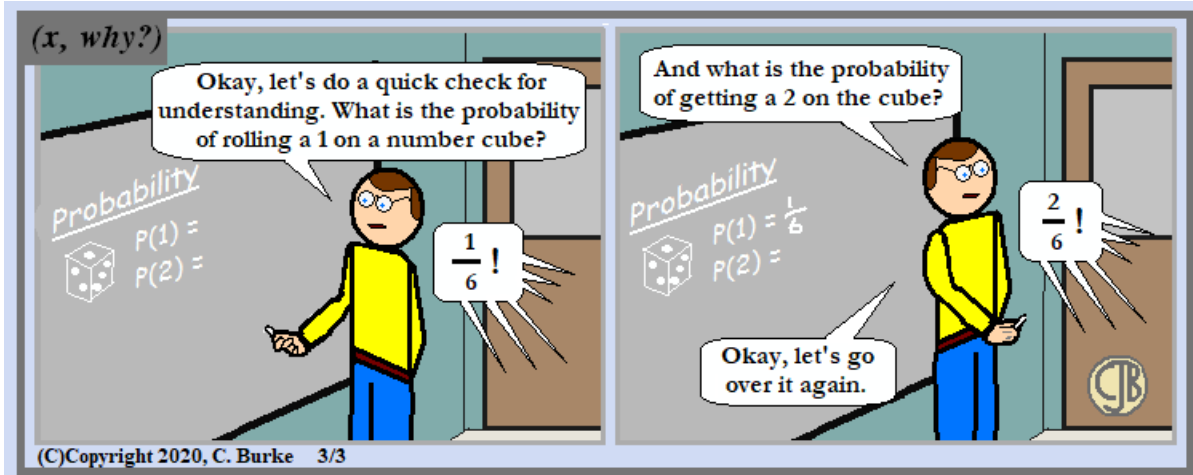 (x, why?)
Okay, let's do a quick check for
understanding. What is the probability
of rolling a 1 on a number cube?
Probability
P(1) =
P(2) =
1
6 !
And what is the probability
of getting a 2 on the cube?
Probability
P(1) = 1/6
P(2) =
2
6 !
Okay, let's go
over it again.
CJB
(C)Copyright 2020, C. Burke 3/3